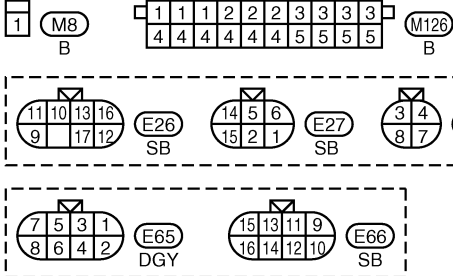 1 1 1 2 2 2 3 3 3 3
1 M8 4 4 4 4 4 4 5 5 5 5 M126
B B
11 10 13 16 14 5 6 3 4
9 17 12 E26 15 2 1 E27 8 7
SB SB
7 5 3 1 15 13 11 9
8 6 4 2 E65 16 14 12 10 E66
DGY SB